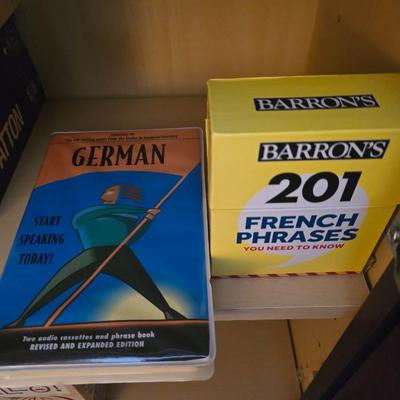 GERMAN
START
SPEAKING
TODAY!
Two audio cassettes and phrase book
REVISED AND EXPANDED EDITION
BARRON'S
BARRON'S
201
FRENCH
PHRASES
YOU NEED TO KNOW